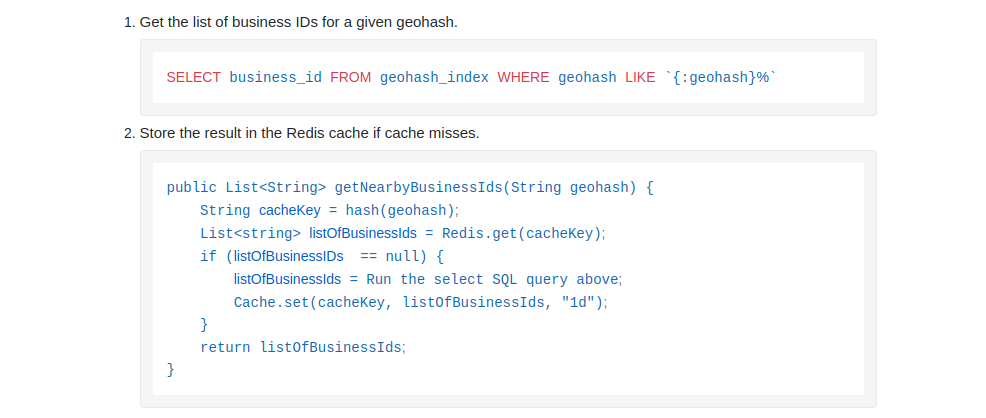 1. Get the list of business IDs for a given geohash.
SELECT business_id FROM geohash_index WHERE geohash LIKE `{:geohash}%`
2. Store the result in the Redis cache if cache misses.
public List<String> getNearbyBusinessIds(String geohash) {
    String cacheKey = hash(geohash);
    List<string> listOfBusinessIds = Redis.get(cacheKey);
    if (listOfBusinessIDs  == null) {
        listOfBusinessIds = Run the select SQL query above;
        Cache.set(cacheKey, listOfBusinessIds, "1d");
    }
    return listOfBusinessIds;
}